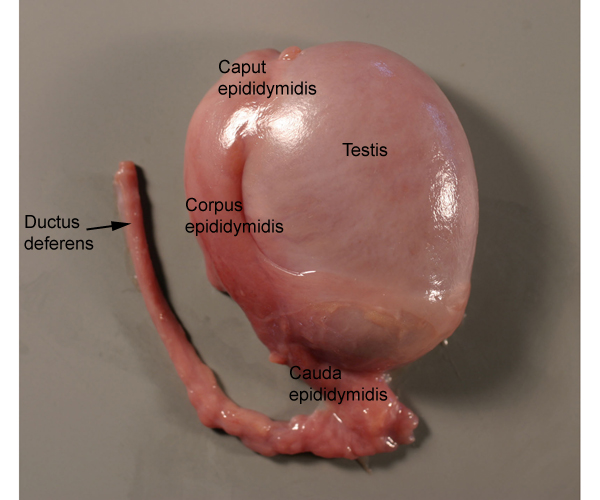 Caput
epididymidis
Testis
Corpus
epididymidis
Ductus
deferens
Cauda
epididymidis